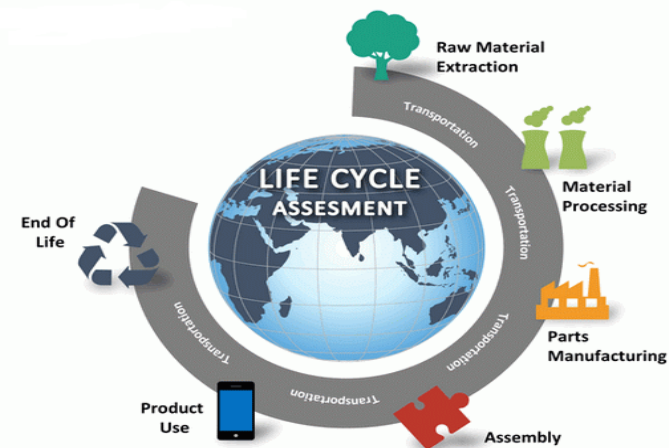 Raw Material
Extraction
Transportation
Material
Processing
Transportation
Parts
Manufacturing
Transportation
Assembly
Transportation
Product
Use
Transportation
End Of
Life
LIFE CYCLE
ASSESMENT